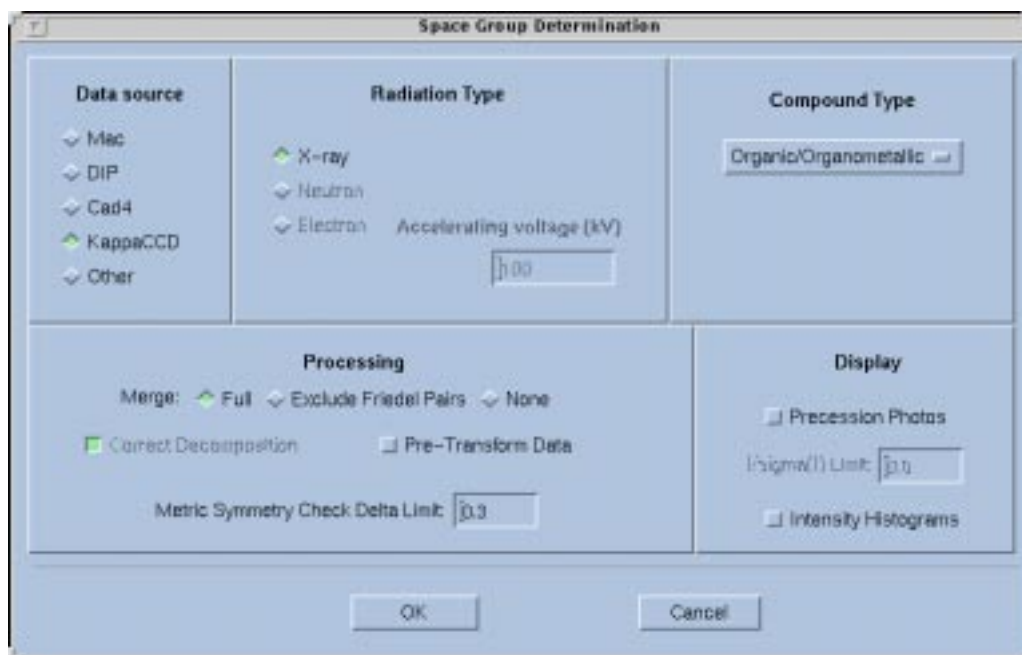 Space Group Determination
Data source
Mac
DIP
Cad4
KappaCCD
Other
Radiation Type
X-ray
Neutron
Electron
Accelerating voltage (kV)
100
Compound Type
Organic/Organometallic
Processing
Merge: Full Exclude Friedel Pairs None
Correct Decomposition Pre-Transform Data
Metric Symmetry Check Delta Limit: 0.3
Display
Precession Photos
I/sigma(I) Limit:
Intensity Histograms
OK Cancel